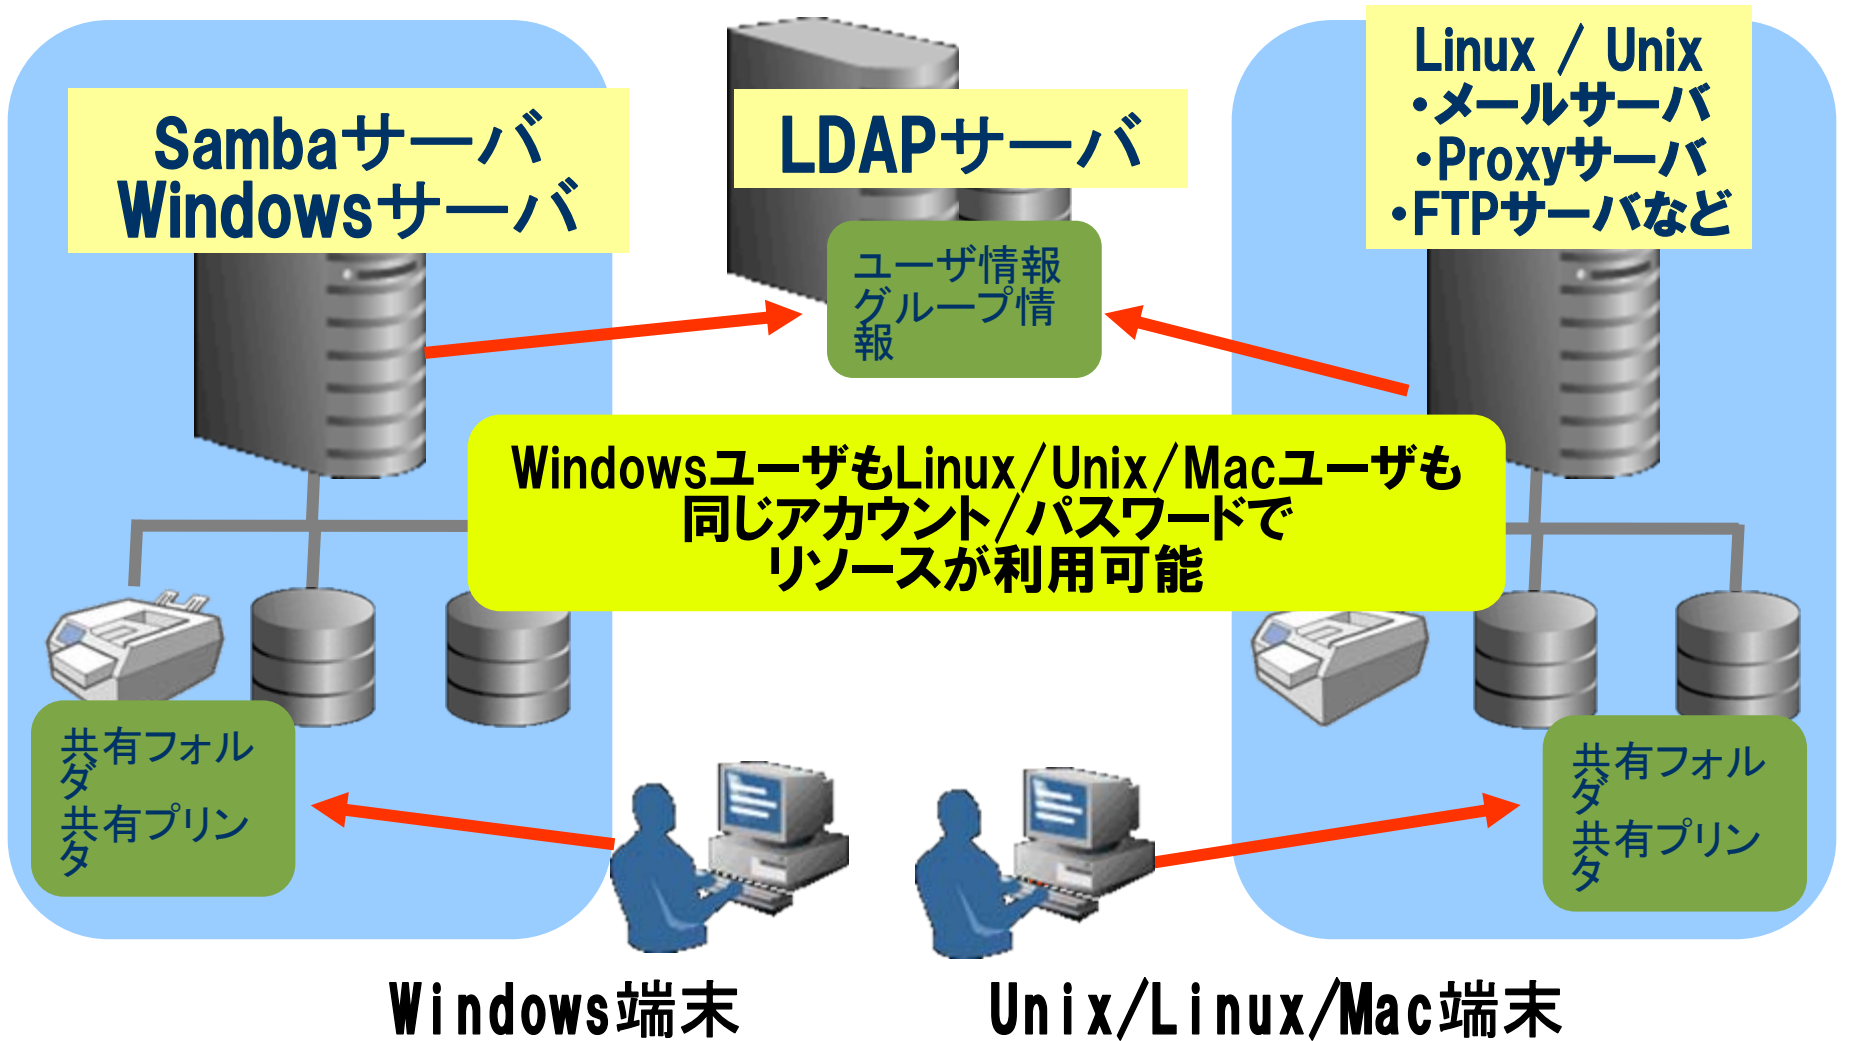 Sambaサーバ
Windowsサーバ
LDAPサーバ
ユーザ情報
グループ情
報
Linux / Unix
・メールサーバ
・Proxyサーバ
・FTPサーバなど
WindowsユーザもLinux/Unix/Macユーザも
同じアカウント/パスワードで
リソースが利用可能
共有フォル
ダ
共有プリン
タ
共有フォル
ダ
共有プリン
タ
Windows端末
Unix/Linux/Mac端末